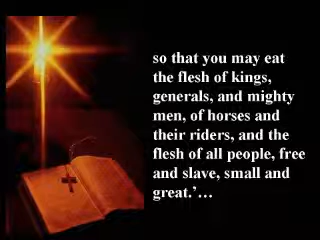 so that you may eat
the flesh of kings,
generals, and mighty
men, of horses and
their riders, and the
flesh of all people, free
and slave, small and
great.’…